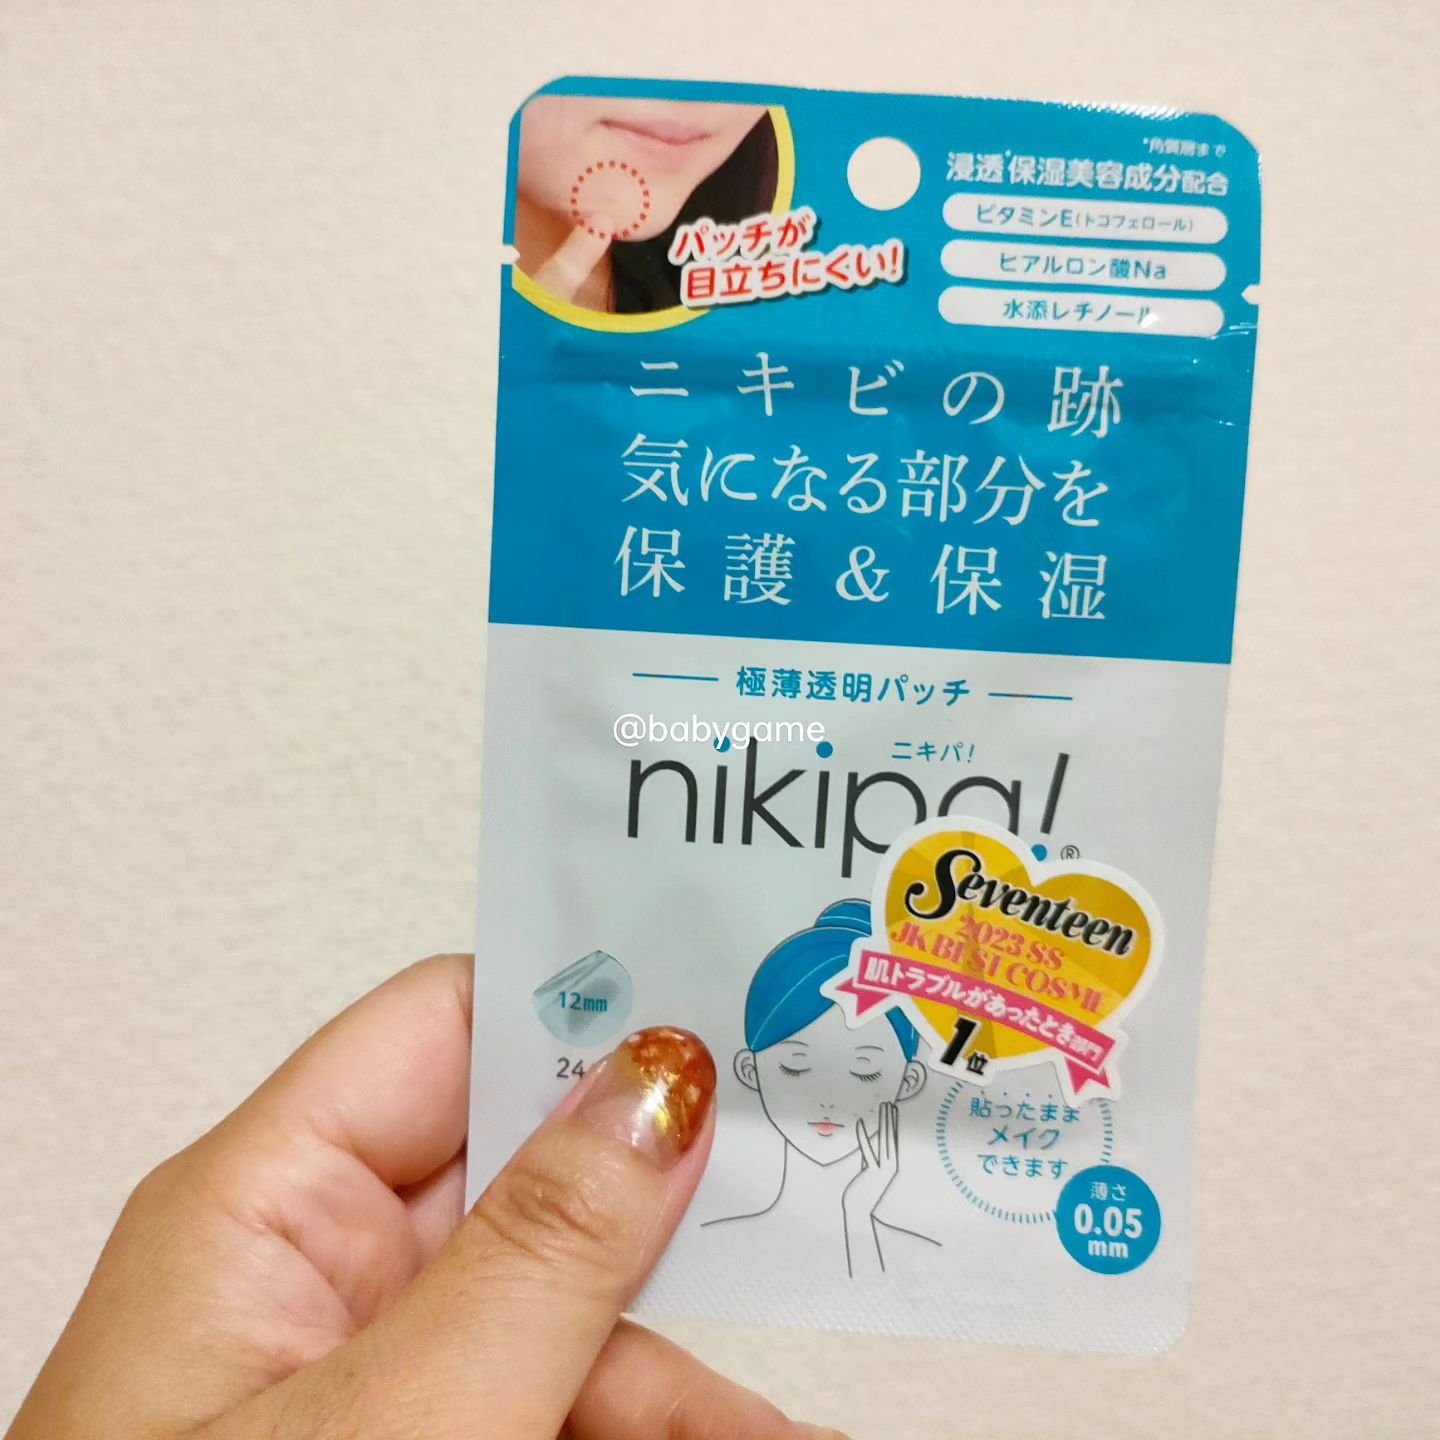 *角質層まで
浸透*保湿美容成分配合
ビタミンE(トコフェロール)
ヒアルロン酸Na
水添レチノール
パッチが
目立ちにくい!
ニキビの跡
気になる部分を
保護&保湿
極薄透明パッチ
@babygame
ニキパ!
nikipa!®
Seventeen
2023 SS
JK BEST COSME
肌トラブルがあったとき部門
1位
12mm
24
貼ったまま
メイク
できます
薄さ
0.05
mm